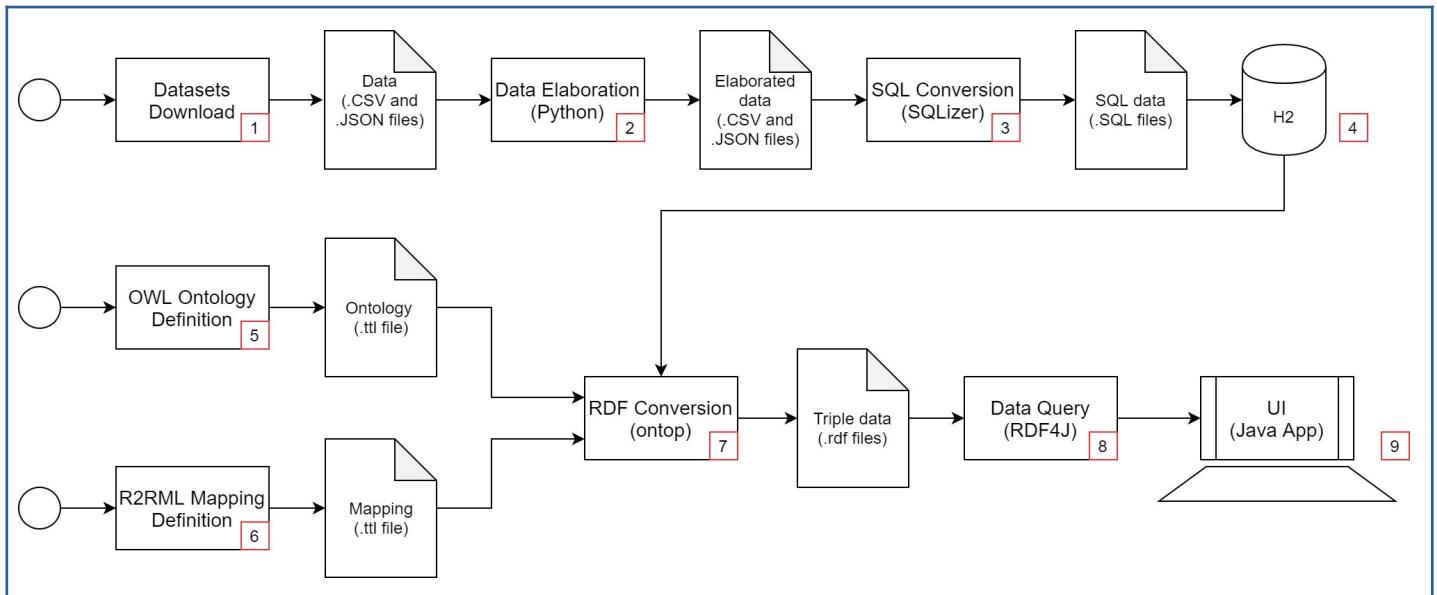 Datasets
Download
1
Data
(.CSV and
.JSON files)
Data Elaboration
(Python)
2
Elaborated
data
(.CSV and
.JSON files)
SQL Conversion
(SQLizer)
3
SQL data
(.SQL files)
H2
4
OWL Ontology
Definition
5
Ontology
(.ttl file)
R2RML Mapping
Definition
6
Mapping
(.ttl file)
RDF Conversion
(ontop)
7
Triple data
(.rdf files)
Data Query
(RDF4J)
8
UI
(Java App)
9